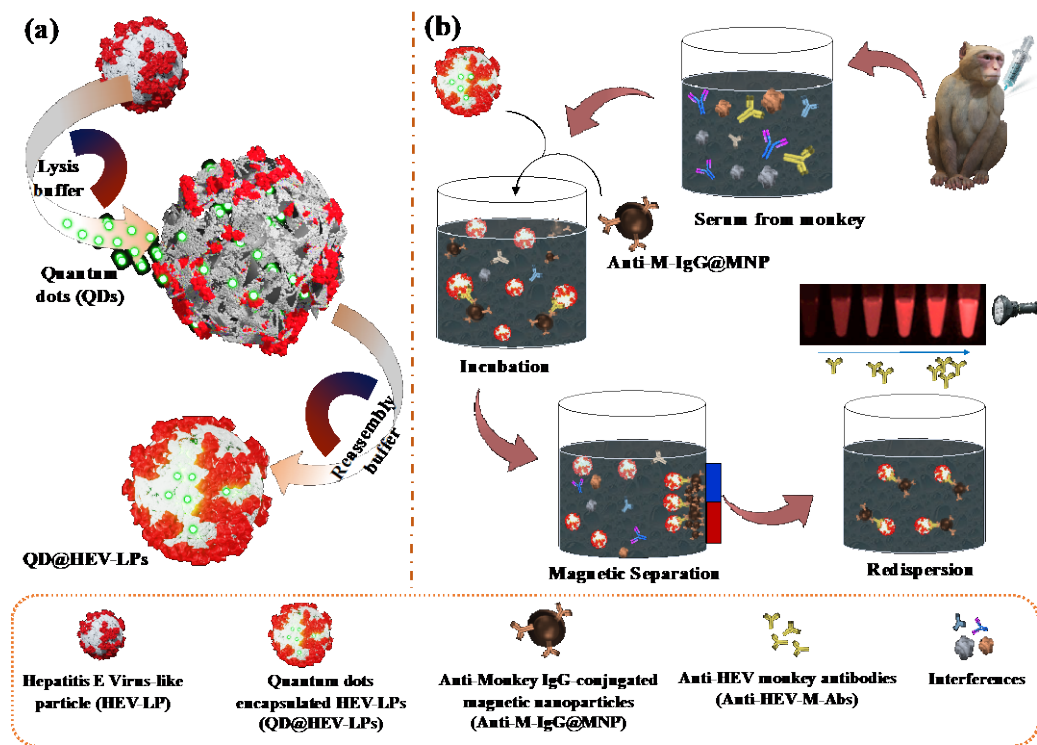 (a)
Lysis
buffer
Quantum
dots (QDs)
Reassembly
buffer
QD@HEV-LPs
(b)
Serum from monkey
Anti-M-IgG@MNP
Incubation
Magnetic Separation
Redispersion
Hepatitis E Virus-like
particle (HEV-LP)
Quantum dots
encapsulated HEV-LPs
(QD@HEV-LPs)
Anti-Monkey IgG-conjugated
magnetic nanoparticles
(Anti-M-IgG@MNP)
Anti-HEV monkey antibodies
(Anti-HEV-M-Abs)
Interferences